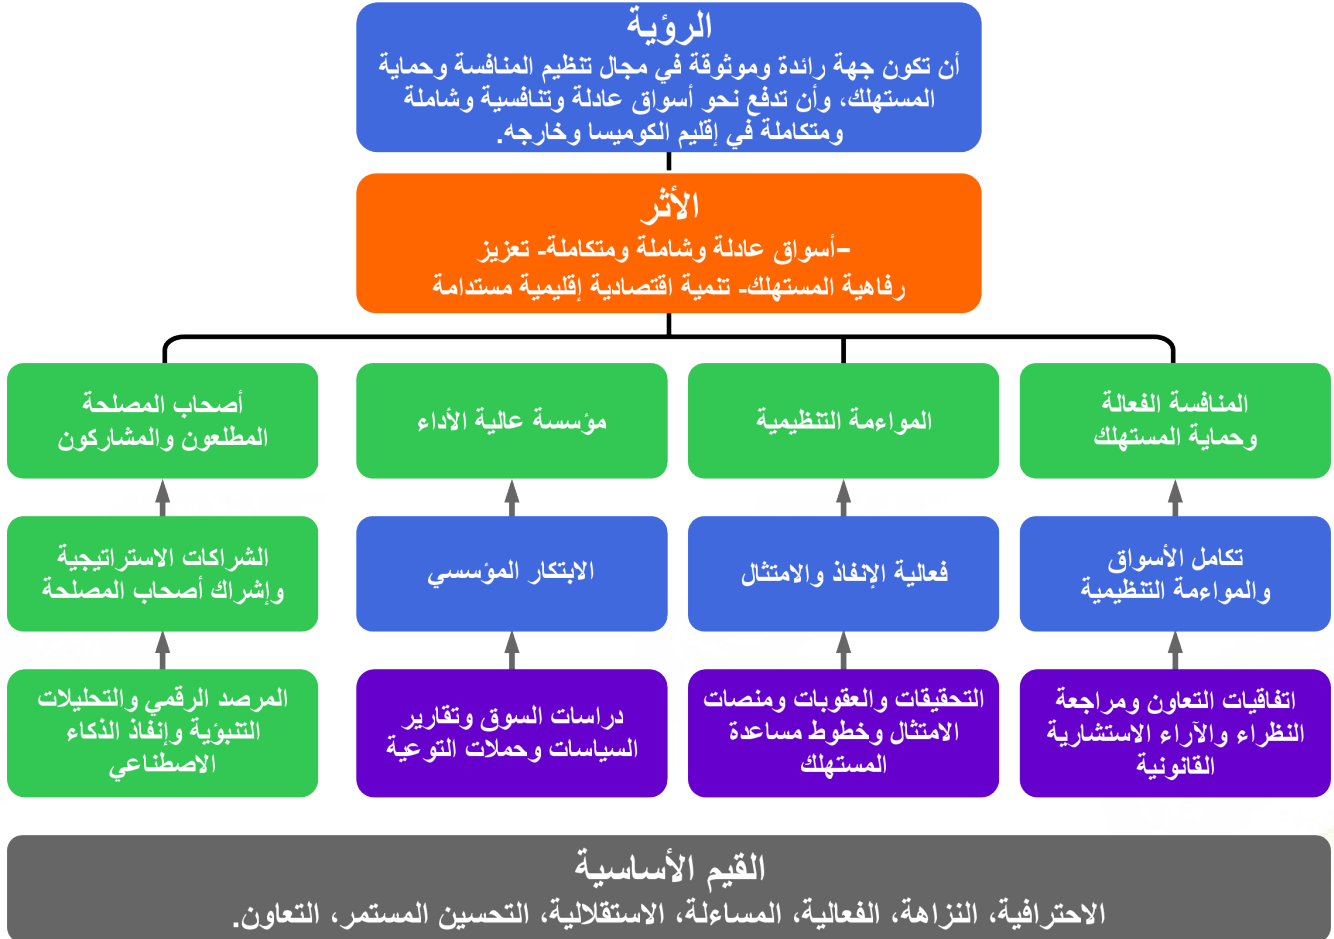 الرؤية
أن تكون جهة رائدة وموثوقة في مجال تنظيم المنافسة وحماية
المستهلك، وأن تدفع نحو أسواق عادلة وتنافسية وشاملة
ومتكاملة في إقليم الكوميسا وخارجه.
الأثر
–أسواق عادلة وشاملة ومتكاملة- تعزيز
رفاهية المستهلك- تنمية اقتصادية إقليمية مستدامة
المنافسة الفعالة
وحماية المستهلك
المواءمة التنظيمية
مؤسسة عالية الأداء
أصحاب المصلحة
المطلعون والمشاركون
تكامل الأسواق
والمواءمة التنظيمية
فعالية الإنفاذ والامتثال
الابتكار المؤسسي
الشراكات الاستراتيجية
وإشراك أصحاب المصلحة
اتفاقيات التعاون ومراجعة
النظراء والآراء الاستشارية
القانونية
التحقيقات والعقوبات ومنصات
الامتثال وخطوط مساعدة
المستهلك
دراسات السوق وتقارير
السياسات وحملات التوعية
المرصد الرقمي والتحليلات
التنبؤية وإنفاذ الذكاء
الاصطناعي
القيم الأساسية
الاحترافية، النزاهة، الفعالية، المساءلة، الاستقلالية، التحسين المستمر، التعاون.